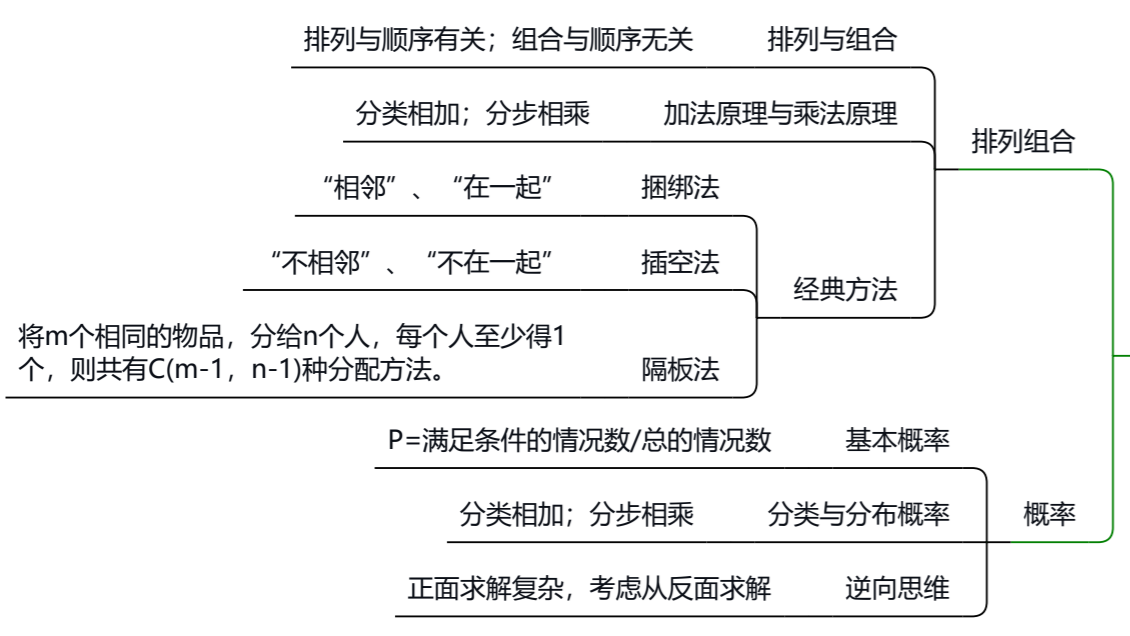 排列与顺序有关；组合与顺序无关 排列与组合
分类相加；分步相乘 加法原理与乘法原理
排列组合
“相邻”、“在一起” 捆绑法
“不相邻”、“不在一起” 插空法
经典方法
将m个相同的物品，分给n个人，每个人至少得1
个，则共有C(m-1，n-1)种分配方法。 隔板法
P=满足条件的情况数/总的情况数 基本概率
分类相加；分步相乘 分类与分布概率 概率
正面求解复杂，考虑从反面求解 逆向思维